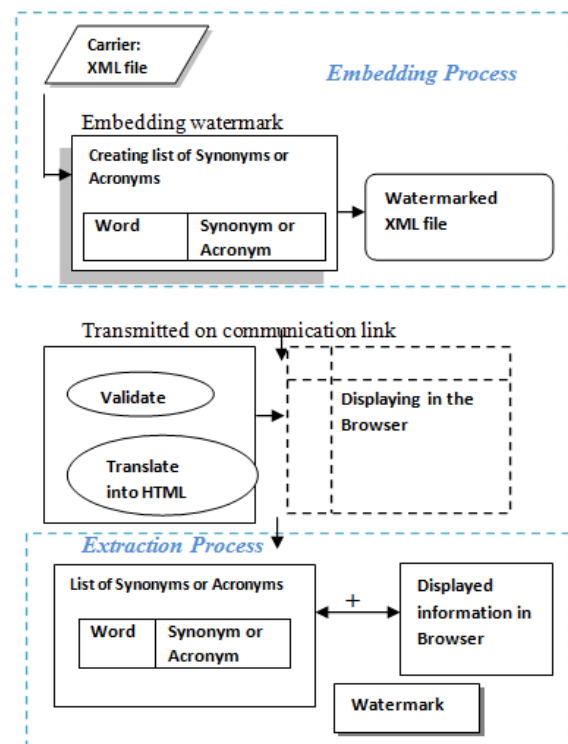 Carrier:
XML file
Embedding Process
Embedding watermark
Creating list of Synonyms or
Acronyms
Word
Synonym or
Acronym
Watermarked
XML file
Transmitted on communication link
Validate
Translate
into HTML
Displaying in the
Browser
Extraction Process
List of Synonyms or Acronyms
Word
Synonym or
Acronym
+
Displayed
information in
Browser
Watermark